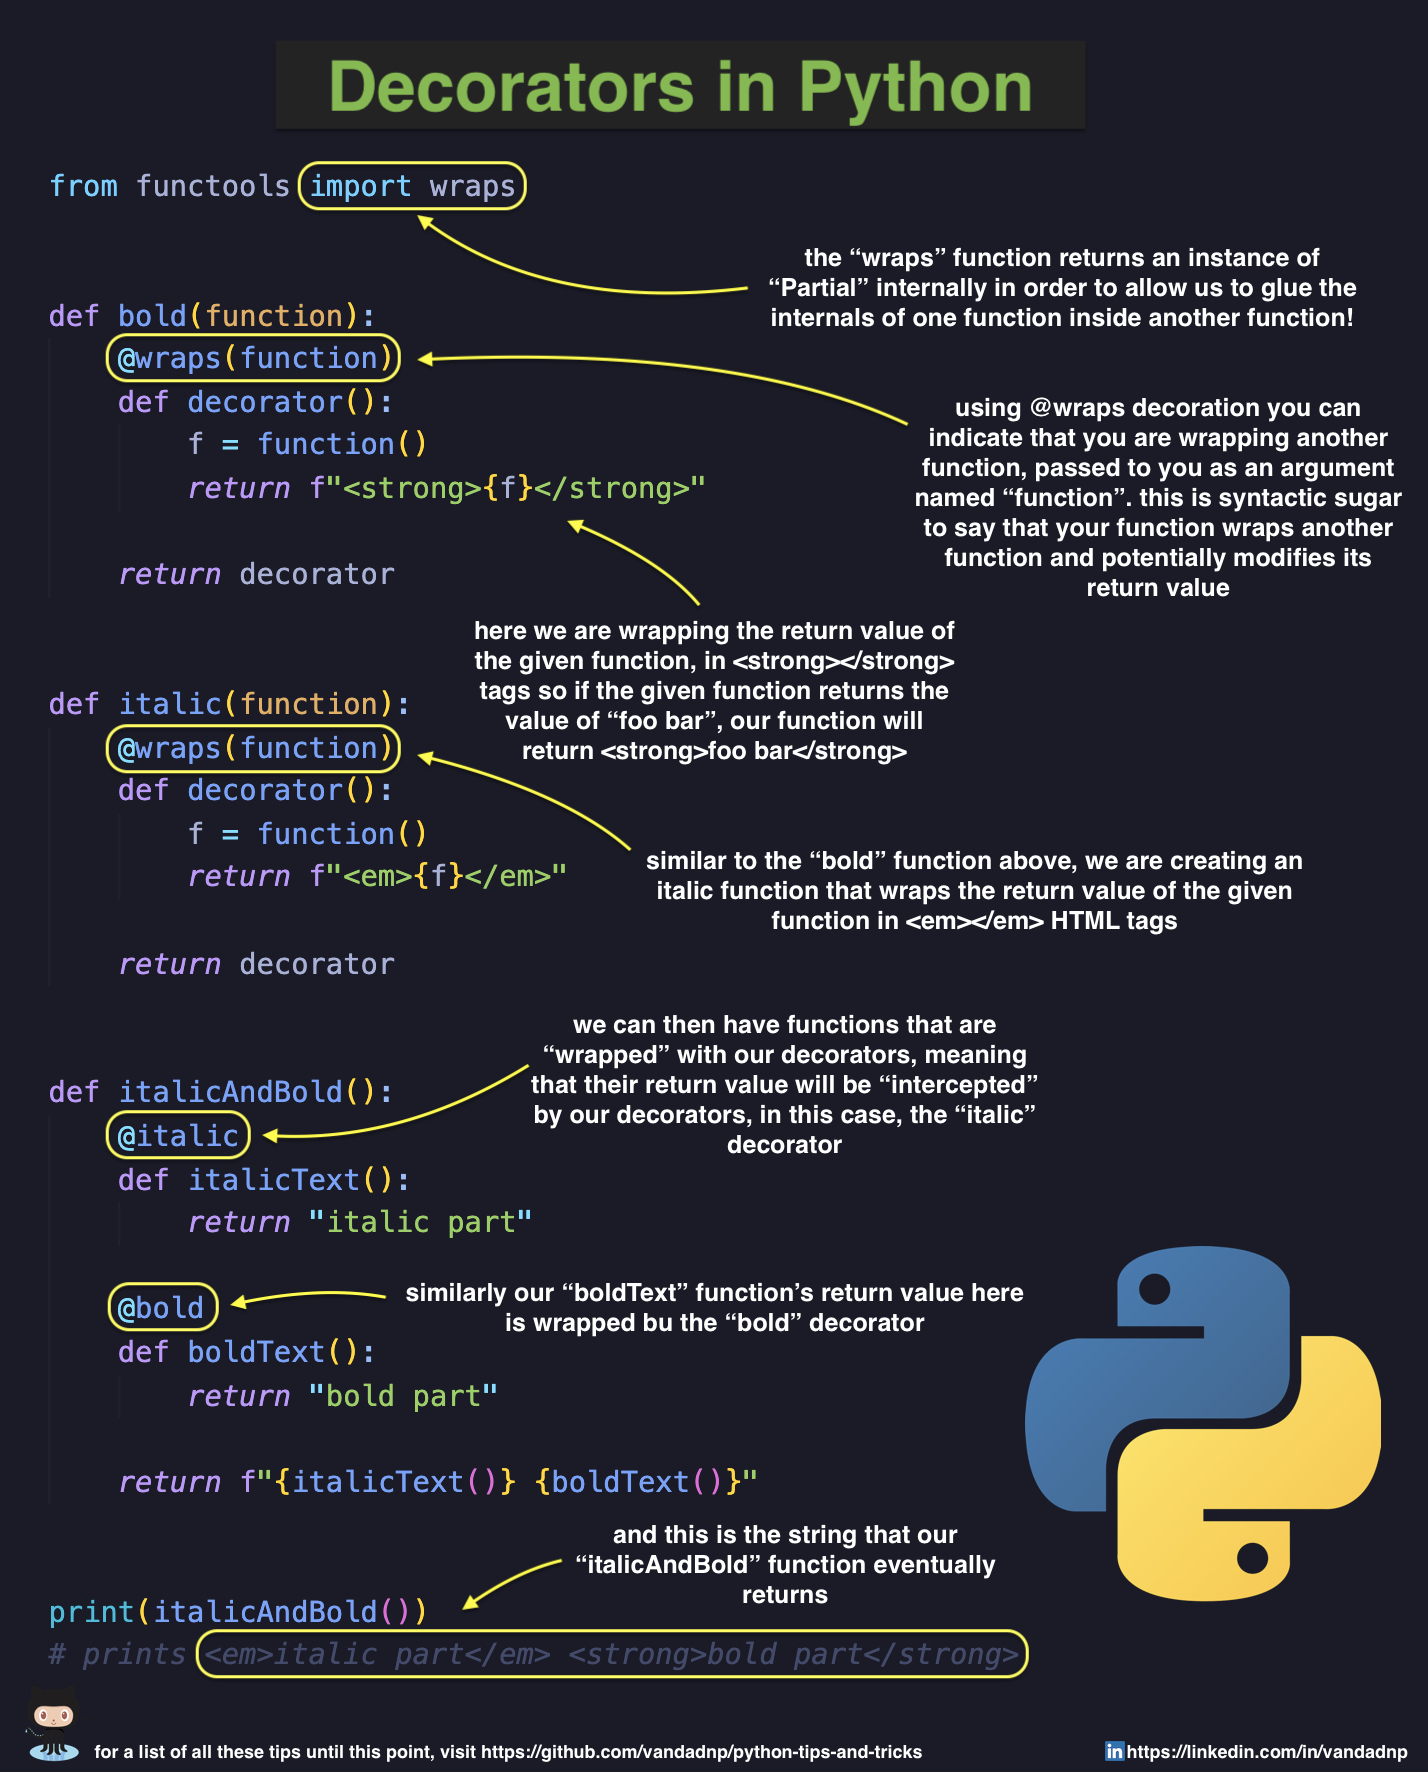 Decorators in Python
from functools import wraps
the “wraps” function returns an instance of
“Partial” internally in order to allow us to glue the
internals of one function inside another function!
def bold(function):
    @wraps(function)
    def decorator():
        f = function()
        return f"<strong>{f}</strong>"
    return decorator
using @wraps decoration you can
indicate that you are wrapping another
function, passed to you as an argument
named “function”. this is syntactic sugar
to say that your function wraps another
function and potentially modifies its
return value
here we are wrapping the return value of
the given function, in <strong></strong>
tags so if the given function returns the
value of “foo bar”, our function will
return <strong>foo bar</strong>
def italic(function):
    @wraps(function)
    def decorator():
        f = function()
        return f"<em>{f}</em>"
    return decorator
similar to the “bold” function above, we are creating an
italic function that wraps the return value of the given
function in <em></em> HTML tags
we can then have functions that are
“wrapped” with our decorators, meaning
that their return value will be “intercepted”
by our decorators, in this case, the “italic”
decorator
def italicAndBold():
    @italic
    def italicText():
        return "italic part"
    @bold
    def boldText():
        return "bold part"
    return f"{italicText()} {boldText()}"
similarly our “boldText” function’s return value here
is wrapped bu the “bold” decorator
and this is the string that our
“italicAndBold” function eventually
returns
print(italicAndBold())
# prints <em>italic part</em> <strong>bold part</strong>
for a list of all these tips until this point, visit https://github.com/vandadnp/python-tips-and-tricks
in https://linkedin.com/in/vandadnp